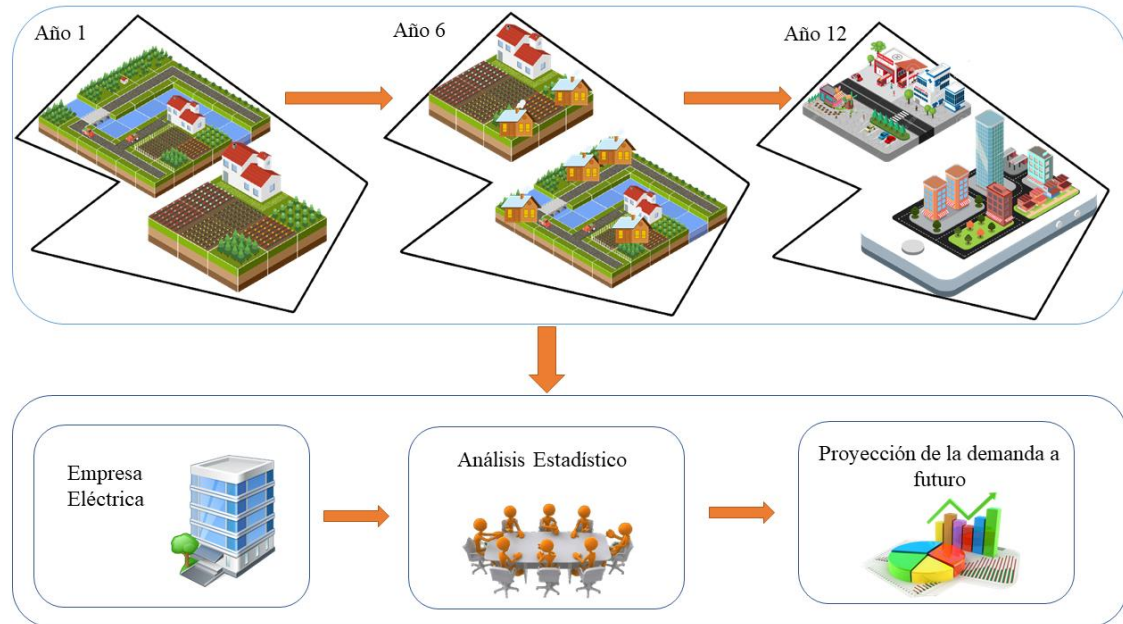 Año 1
Año 6
Año 12
Empresa
Eléctrica
Análisis Estadístico
Proyección de la demanda a
futuro